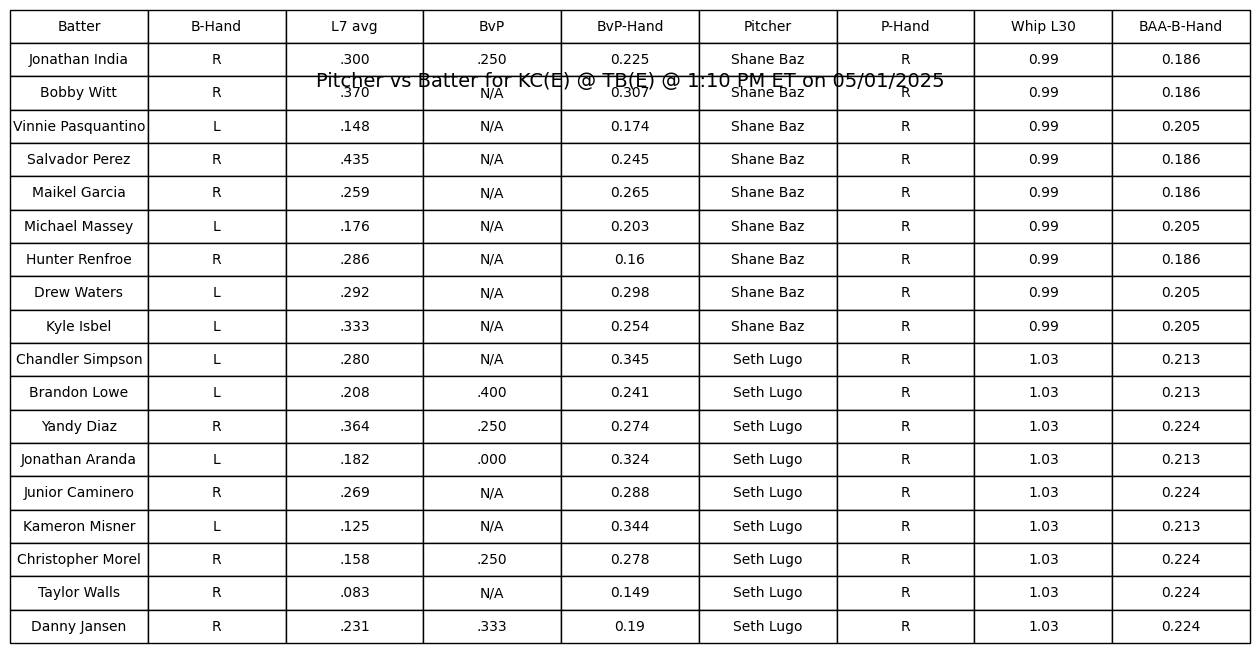 Batter B-Hand L7 avg BvP BvP-Hand Pitcher P-Hand Whip L30 BAA-B-Hand
Jonathan India R .300 .250 0.225 Shane Baz R 0.99 0.186
Pitcher vs Batter for KC(E) @ TB(E) @ 1:10 PM ET on 05/01/2025
Bobby Witt R .370 N/A 0.307 Shane Baz R 0.99 0.186
Vinnie Pasquantino L .148 N/A 0.174 Shane Baz R 0.99 0.205
Salvador Perez R .435 N/A 0.245 Shane Baz R 0.99 0.186
Maikel Garcia R .259 N/A 0.265 Shane Baz R 0.99 0.186
Michael Massey L .176 N/A 0.203 Shane Baz R 0.99 0.205
Hunter Renfroe R .286 N/A 0.16 Shane Baz R 0.99 0.186
Drew Waters L .292 N/A 0.298 Shane Baz R 0.99 0.205
Kyle Isbel L .333 N/A 0.254 Shane Baz R 0.99 0.205
Chandler Simpson L .280 N/A 0.345 Seth Lugo R 1.03 0.213
Brandon Lowe L .208 .400 0.241 Seth Lugo R 1.03 0.213
Yandy Diaz R .364 .250 0.274 Seth Lugo R 1.03 0.224
Jonathan Aranda L .182 .000 0.324 Seth Lugo R 1.03 0.213
Junior Caminero R .269 N/A 0.288 Seth Lugo R 1.03 0.224
Kameron Misner L .125 N/A 0.344 Seth Lugo R 1.03 0.213
Christopher Morel R .158 .250 0.278 Seth Lugo R 1.03 0.224
Taylor Walls R .083 N/A 0.149 Seth Lugo R 1.03 0.224
Danny Jansen R .231 .333 0.19 Seth Lugo R 1.03 0.224